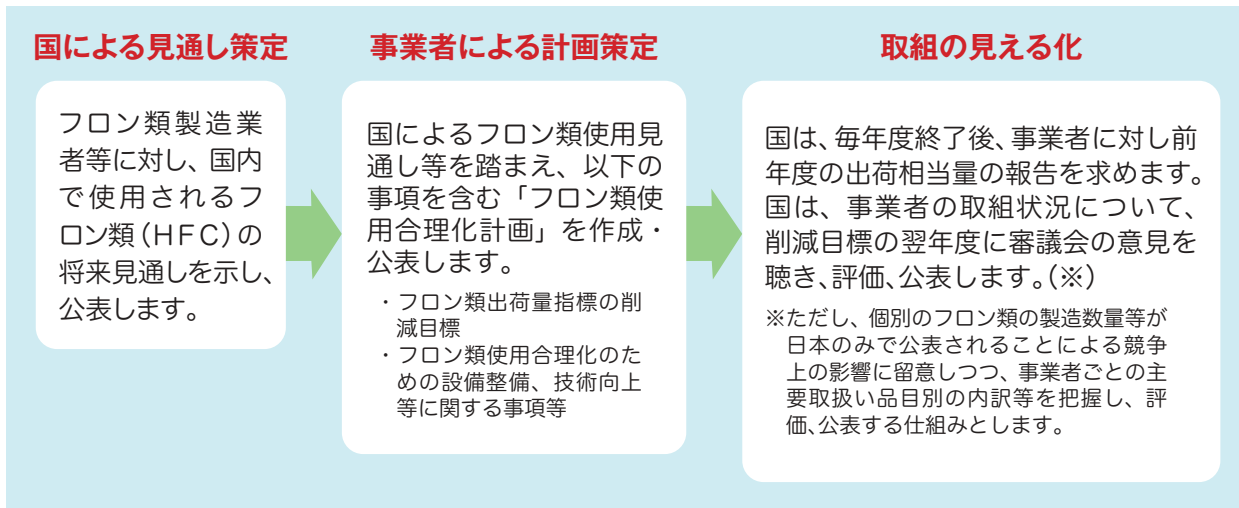 国による見通し策定
フロン類製造業
者等に対し、国内
で使用されるフ
ロン類(HFC)の
将来見通しを示し、
公表します。
事業者による計画策定
国によるフロン類使用見
通し等を踏まえ、以下の
事項を含む「フロン類使
用合理化計画」を作成・
公表します。
・フロン類出荷量指標の削
減目標
・フロン類使用合理化のた
めの設備整備、技術向上
等に関する事項等
取組の見える化
国は、毎年度終了後、事業者に対し前
年度の出荷相当量の報告を求めます。
国は、事業者の取組状況について、
削減目標の翌年度に審議会の意見を
聴き、評価、公表します。(※)
※ただし、個別のフロン類の製造数量等が
日本のみで公表されることによる競争
上の影響に留意しつつ、事業者ごとの主
要取扱い品目別の内訳等を把握し、評
価、公表する仕組みとします。